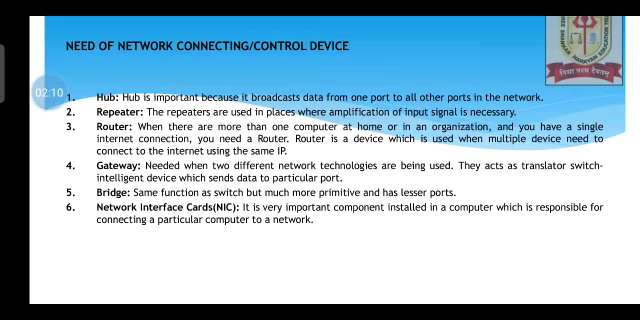 NEED OF NETWORK CONNECTING/CONTROL DEVICE
02:10
1. Hub: Hub is important because it broadcasts data from one port to all other ports in the network.
2. Repeater: The repeaters are used in places where amplification of input signal is necessary.
3. Router: When there are more than one computer at home or in an organization, and you have a single
internet connection, you need a Router. Router is a device which is used when multiple device need to
connect to the internet using the same IP.
4. Gateway: Needed when two different network technologies are being used. They acts as translator switch-
intelligent device which sends data to particular port.
5. Bridge: Same function as switch but much more primitive and has lesser ports.
6. Network Interface Cards(NIC): It is very important component installed in a computer which is responsible for
connecting a particular computer to a network.
विद्या परम दैवतम्